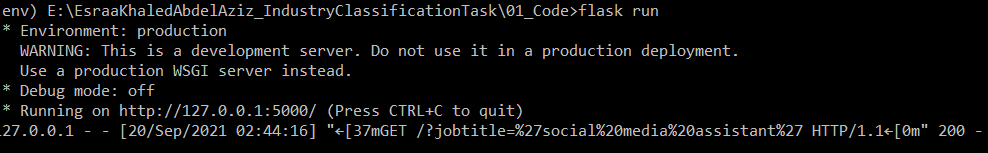 env) E:\EsraaKhaledAbdelAziz_IndustryClassificationTask\01_Code>flask run
* Environment: production
WARNING: This is a development server. Do not use it in a production deployment.
Use a production WSGI server instead.
* Debug mode: off
* Running on http://127.0.0.1:5000/ (Press CTRL+C to quit)
27.0.0.1 - - [20/Sep/2021 02:44:16] "←[37mGET /?jobtitle=%27social%20media%20assistant%27 HTTP/1.1←[0m" 200 -